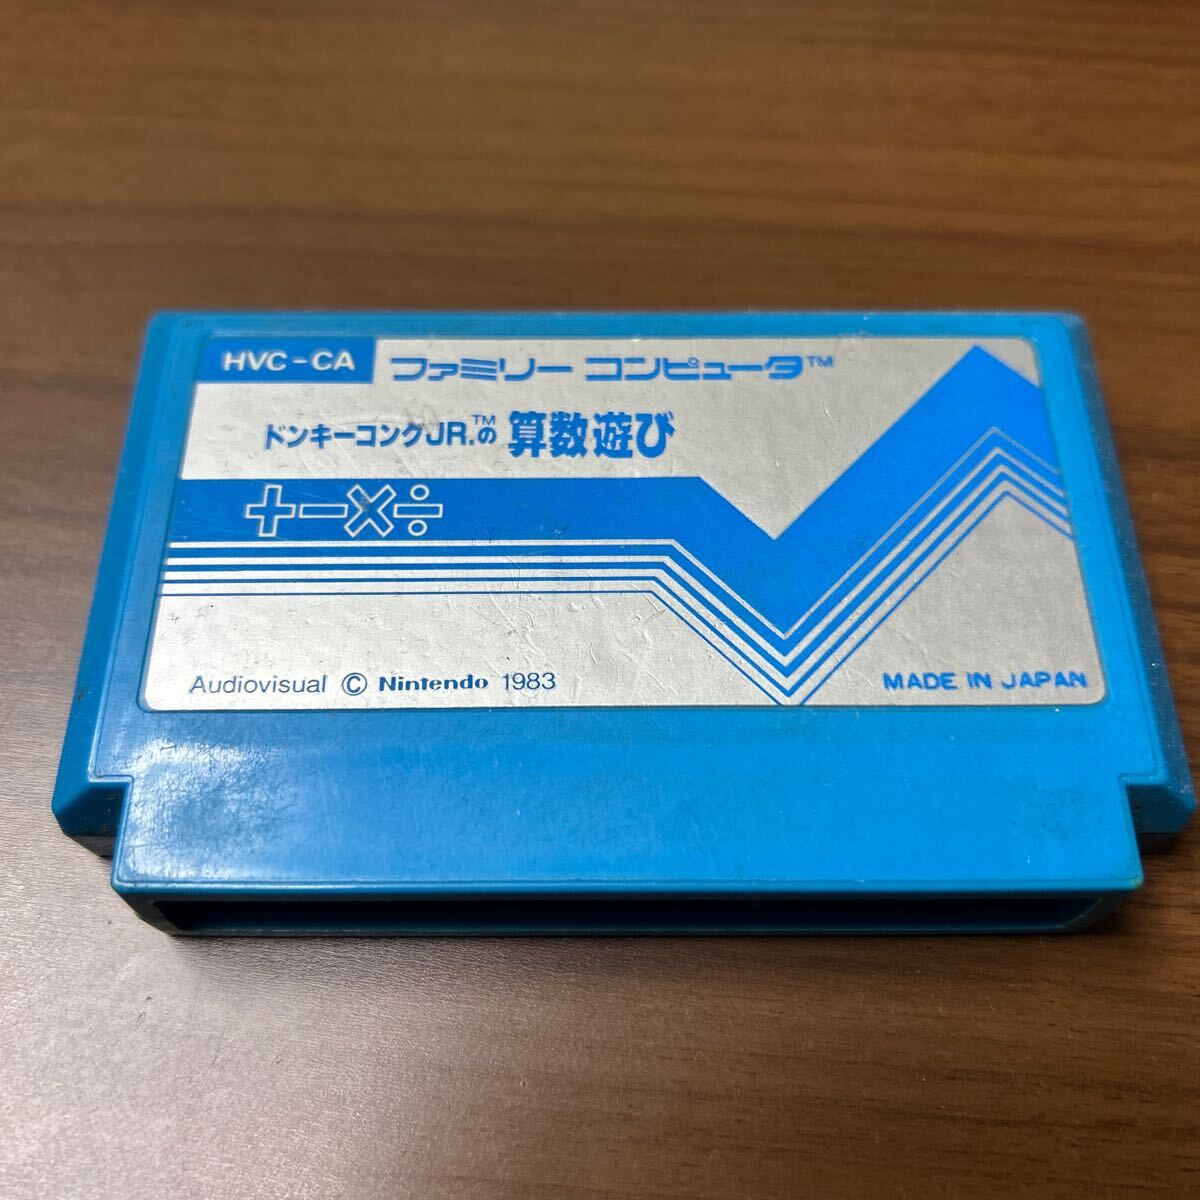 HVC-CA ファミリー コンピュータ™
ドンキーコングJR.™の 算数遊び
+−×÷
Audiovisual © Nintendo 1983 MADE IN JAPAN